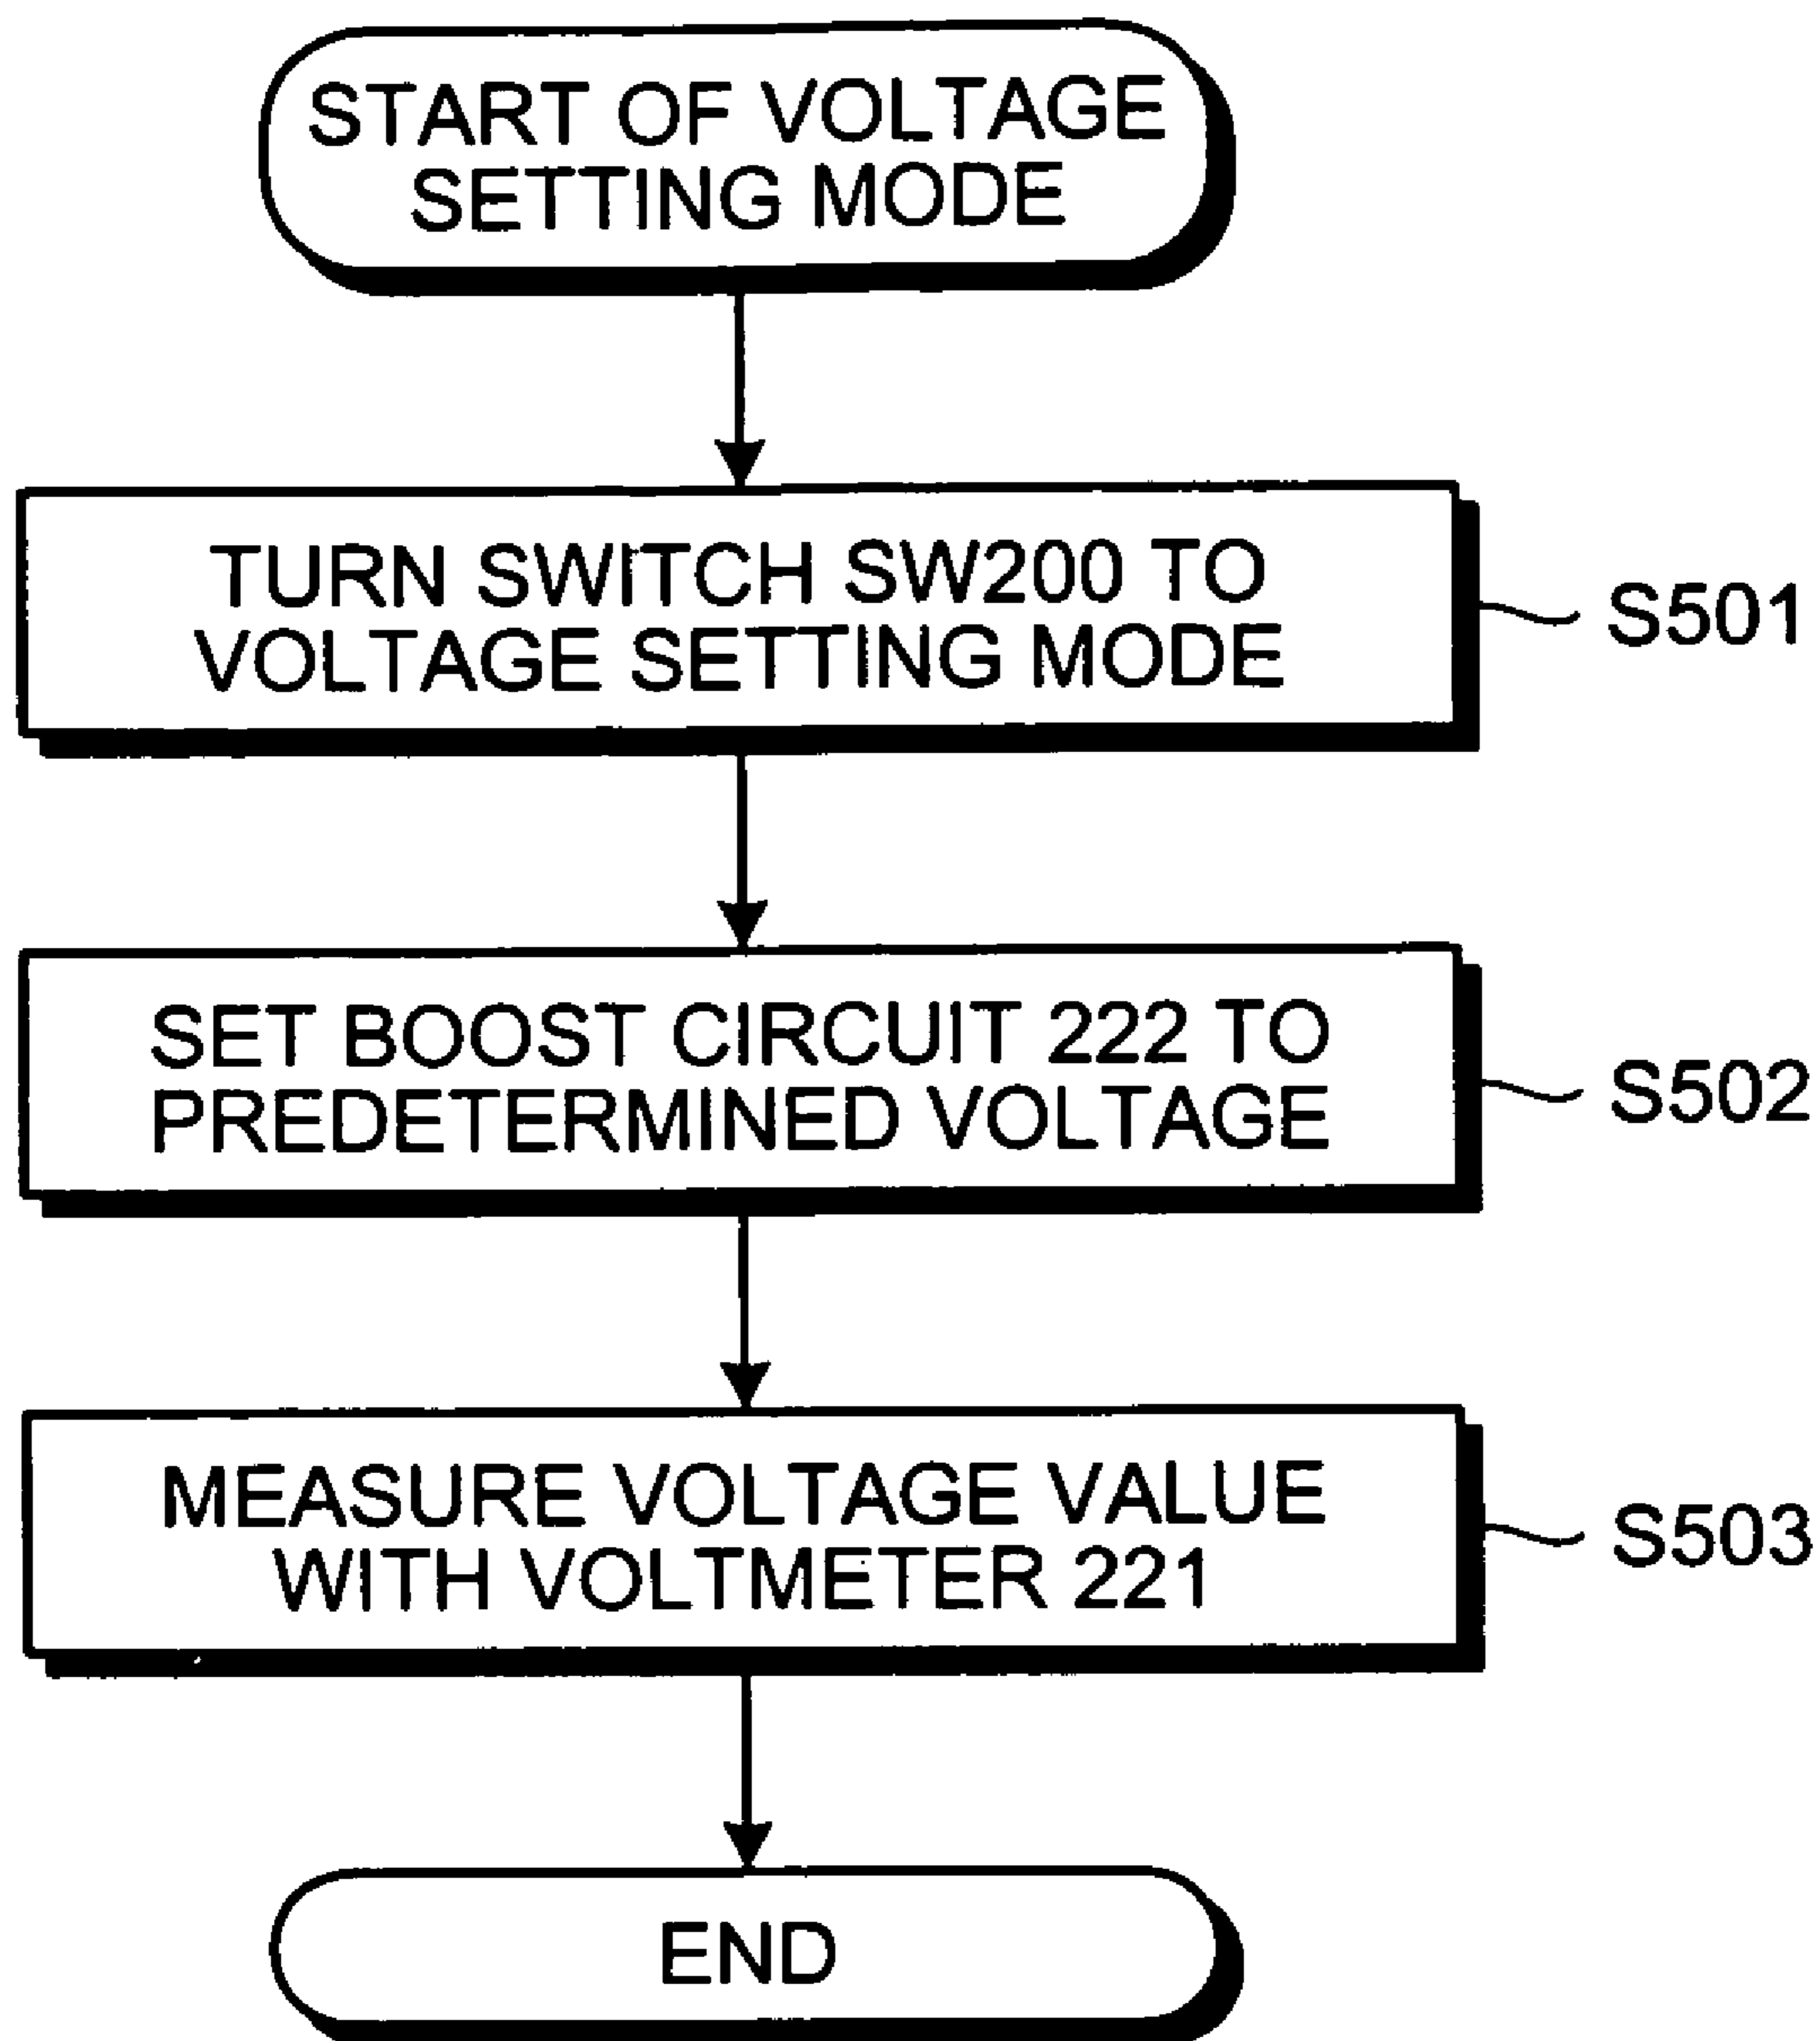 START OF VOLTAGE
SETTING MODE
TURN SWITCH SW200 TO
VOLTAGE SETTING MODE
S501
SET BOOST CIRCUIT 222 TO
PREDETERMINED VOLTAGE
S502
MEASURE VOLTAGE VALUE
WITH VOLTMETER 221
S503
END